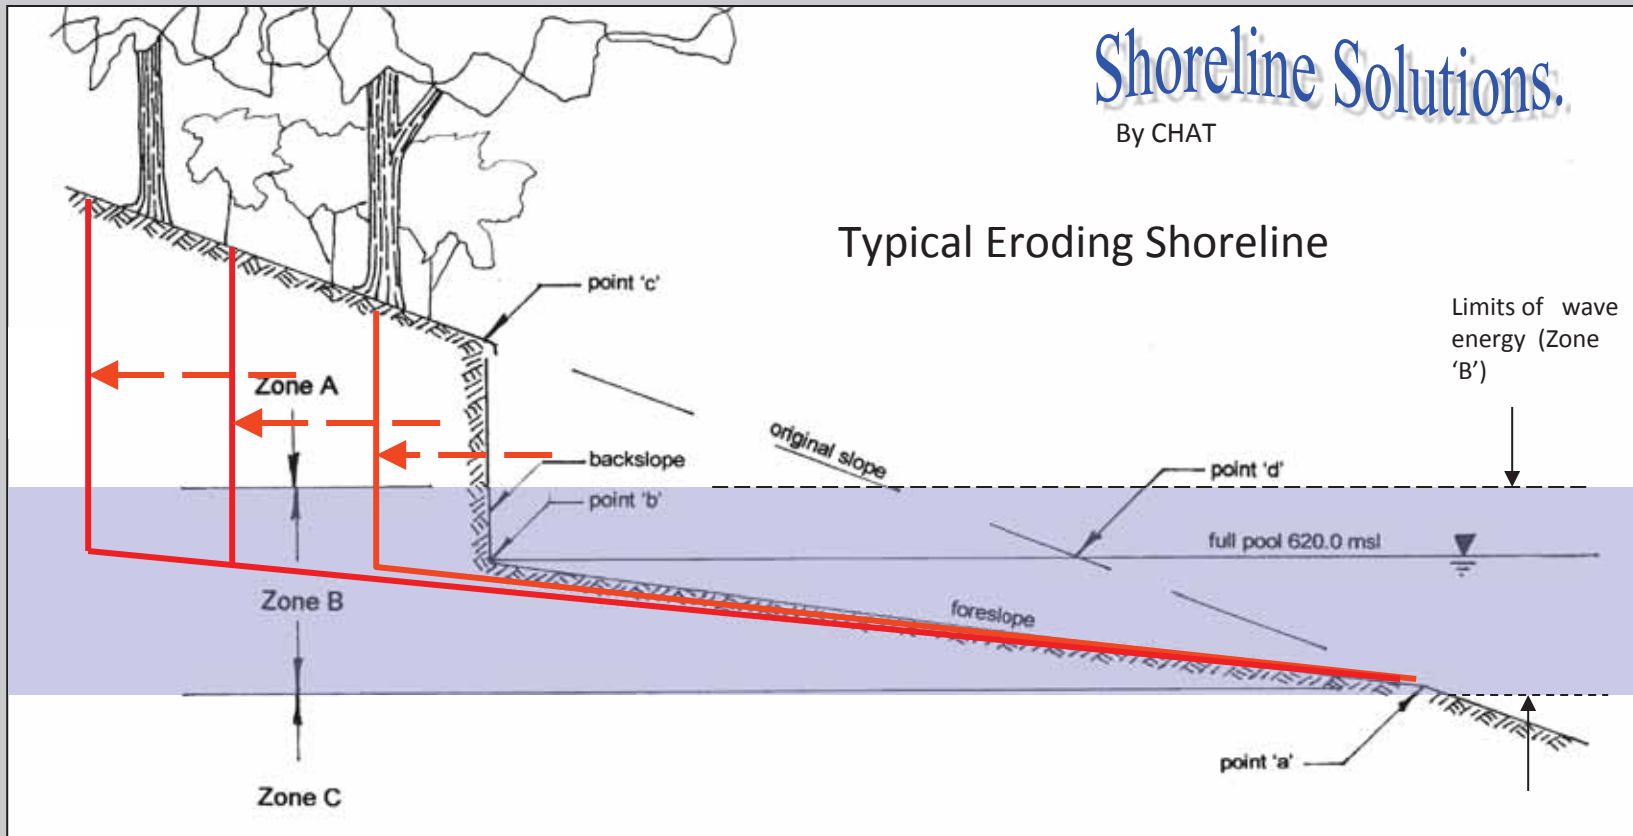 Shoreline Solutions.
By CHAT
Typical Eroding Shoreline
point 'c'
Limits of wave
energy (Zone
‘B’)
Zone A
original slope
backslope
point 'd'
point 'b'
full pool 620.0 msl
Zone B
foreslope
point 'a'
Zone C